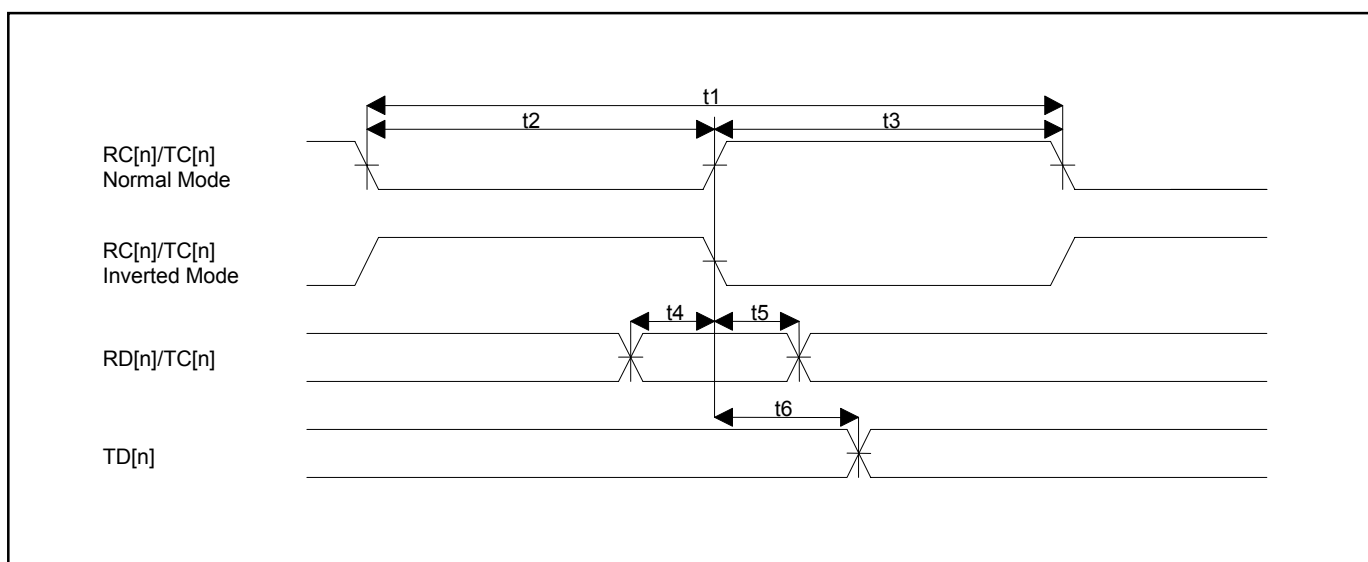 t1
t2
t3
RC[n]/TC[n]
Normal Mode
RC[n]/TC[n]
Inverted Mode
t4
t5
RD[n]/TC[n]
t6
TD[n]